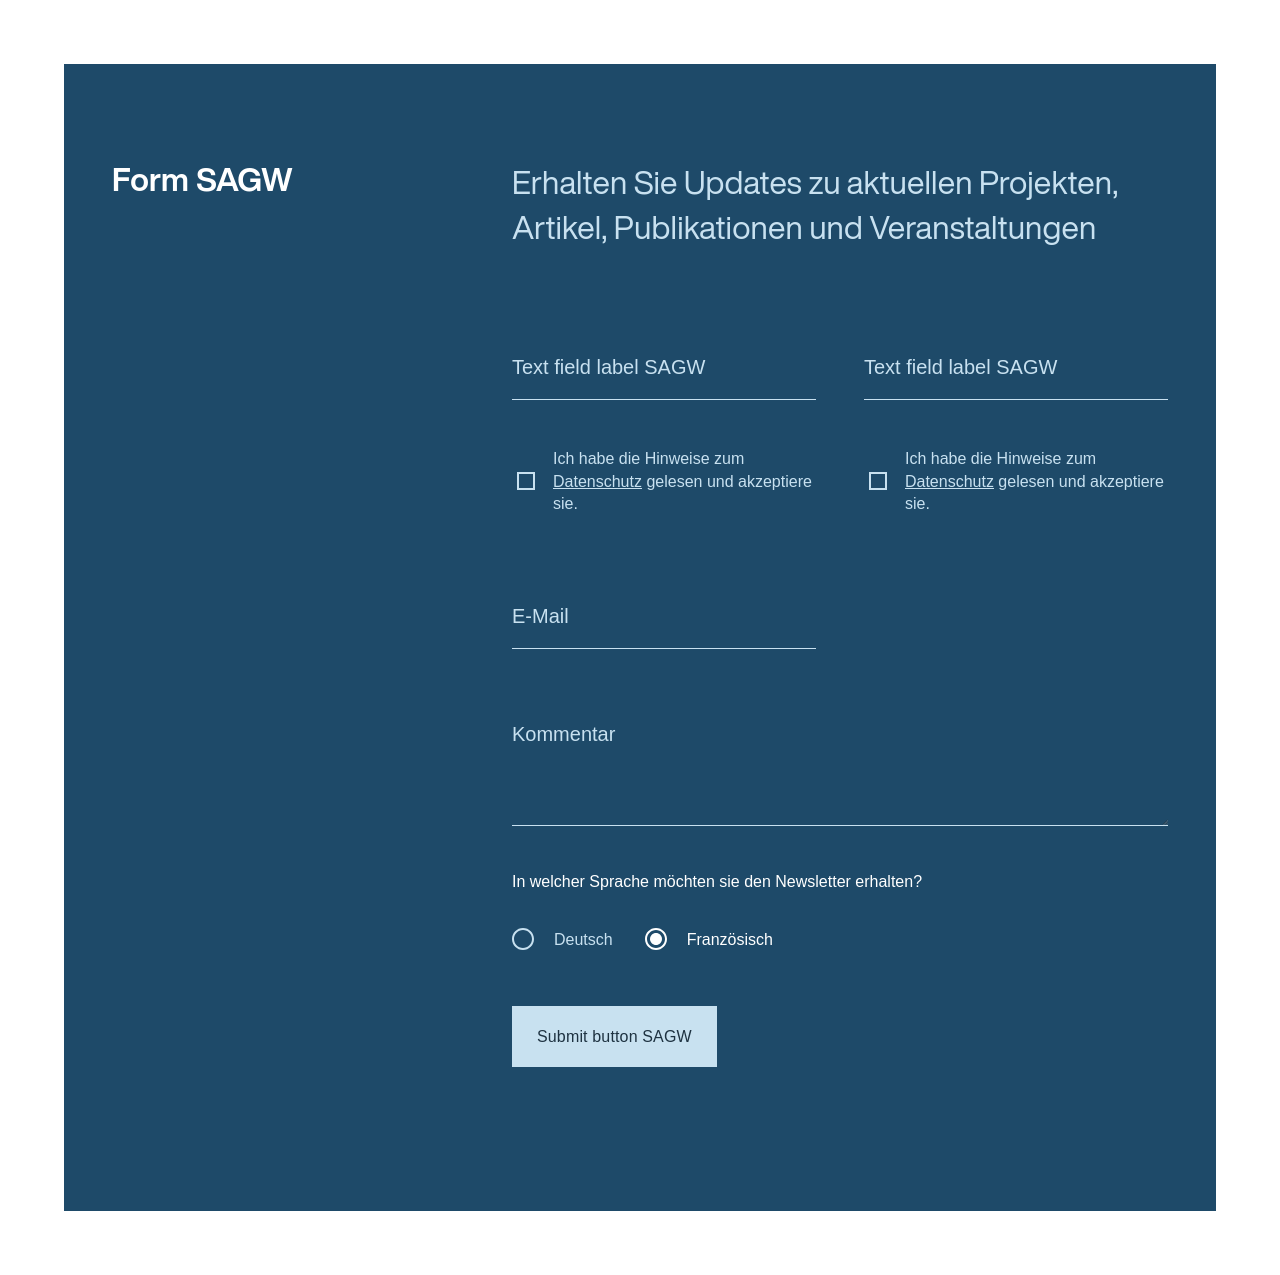 Form SAGW
Erhalten Sie Updates zu aktuellen Projekten,
Artikel, Publikationen und Veranstaltungen
Text field label SAGW
Text field label SAGW
Ich habe die Hinweise zum
Datenschutz gelesen und akzeptiere
sie.
Ich habe die Hinweise zum
Datenschutz gelesen und akzeptiere
sie.
E-Mail
Kommentar
In welcher Sprache möchten sie den Newsletter erhalten?
Deutsch
Französisch
Submit button SAGW